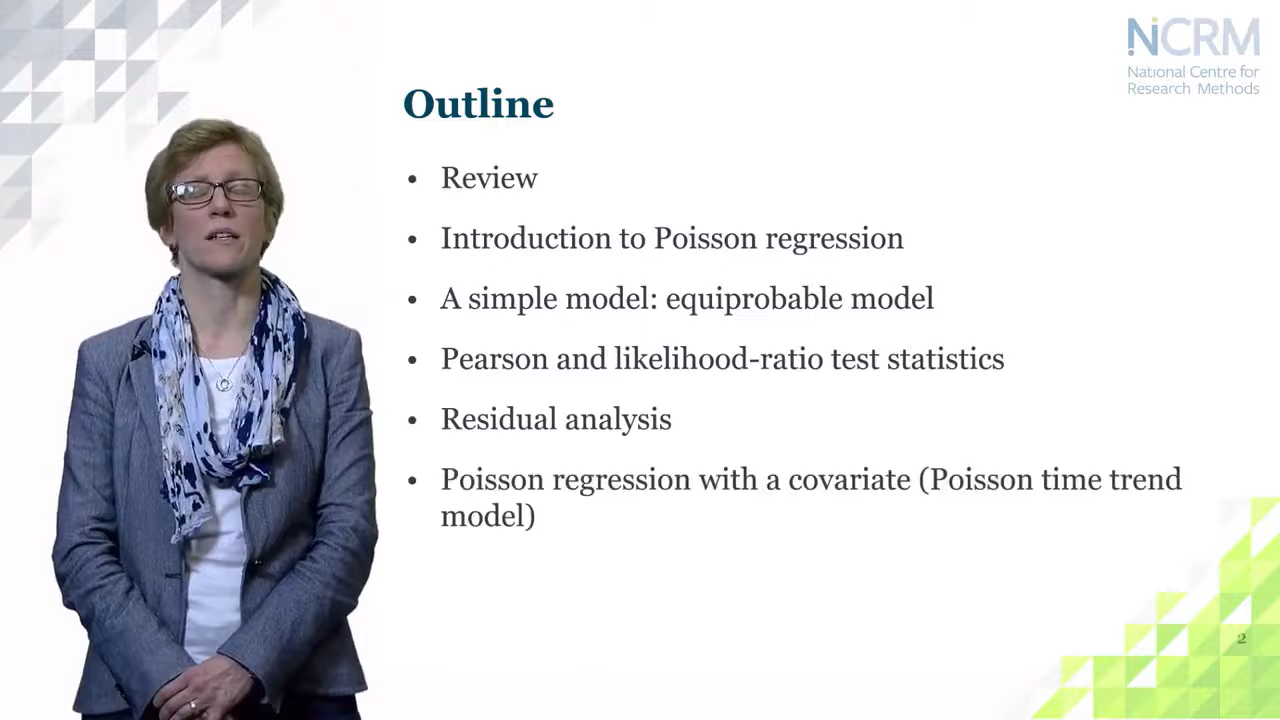 NCRM
National Centre for
Research Methods
Outline
• Review
• Introduction to Poisson regression
• A simple model: equiprobable model
• Pearson and likelihood-ratio test statistics
• Residual analysis
• Poisson regression with a covariate (Poisson time trend
model)
2